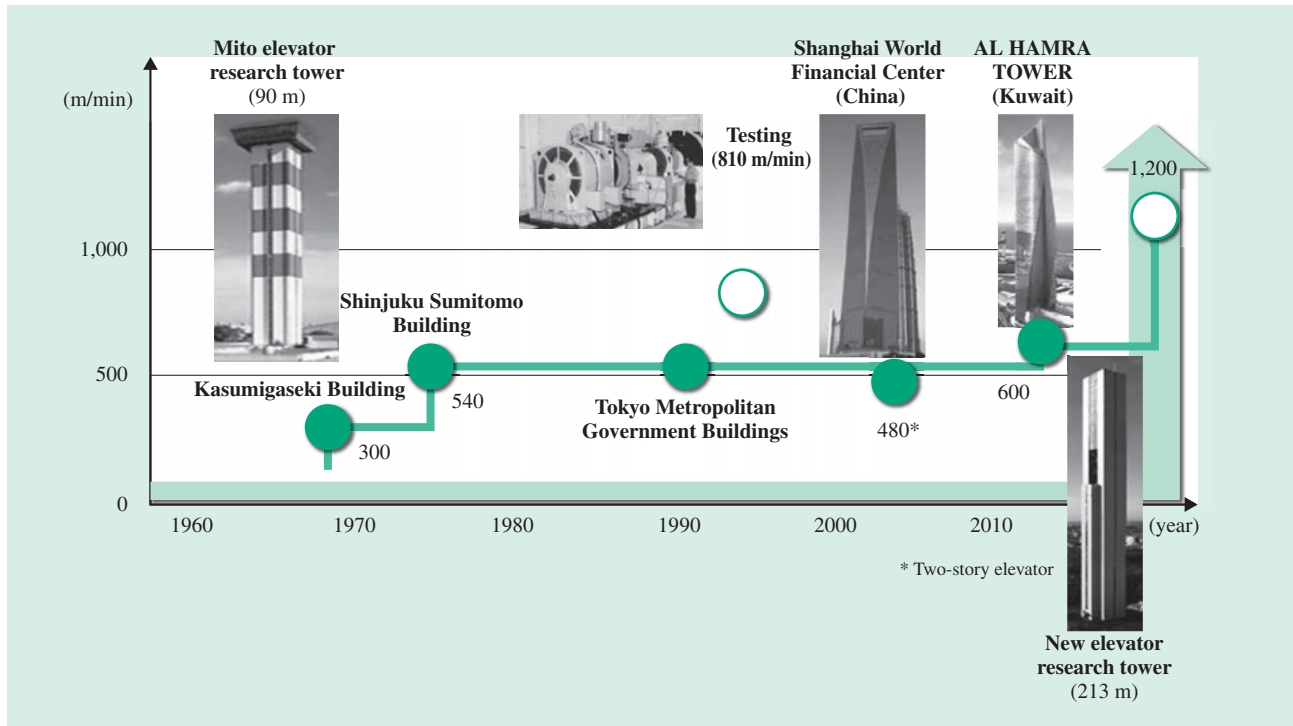 Mito elevator
research tower
(90 m)
Shanghai World
Financial Center
(China)
AL HAMRA
TOWER
(Kuwait)
(m/min)
Testing
(810 m/min)
1,200
1,000
Shinjuku Sumitomo
Building
500
Kasumigaseki Building
540
600
300
Tokyo Metropolitan
Government Buildings
480*
0
1960
1970
1980
1990
2000
2010
(year)
* Two-story elevator
New elevator
research tower
(213 m)